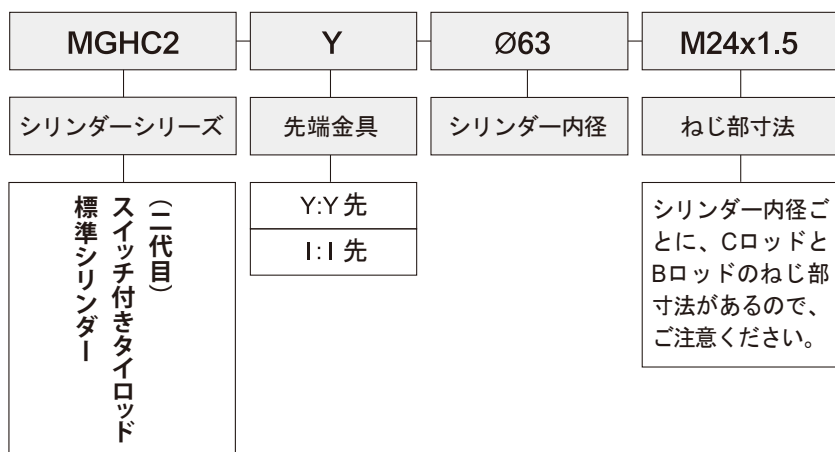 MGHC2
Y
Ø63
M24x1.5
シリンダーシリーズ
先端金具
シリンダー内径
ねじ部寸法
(二代目)
スイッチ付きタイロッド
標準シリンダー
Y:Y 先
I:I 先
シリンダー内径ご
とに、Cロッドと
Bロッドのねじ部
寸法があるので、
ご注意ください。